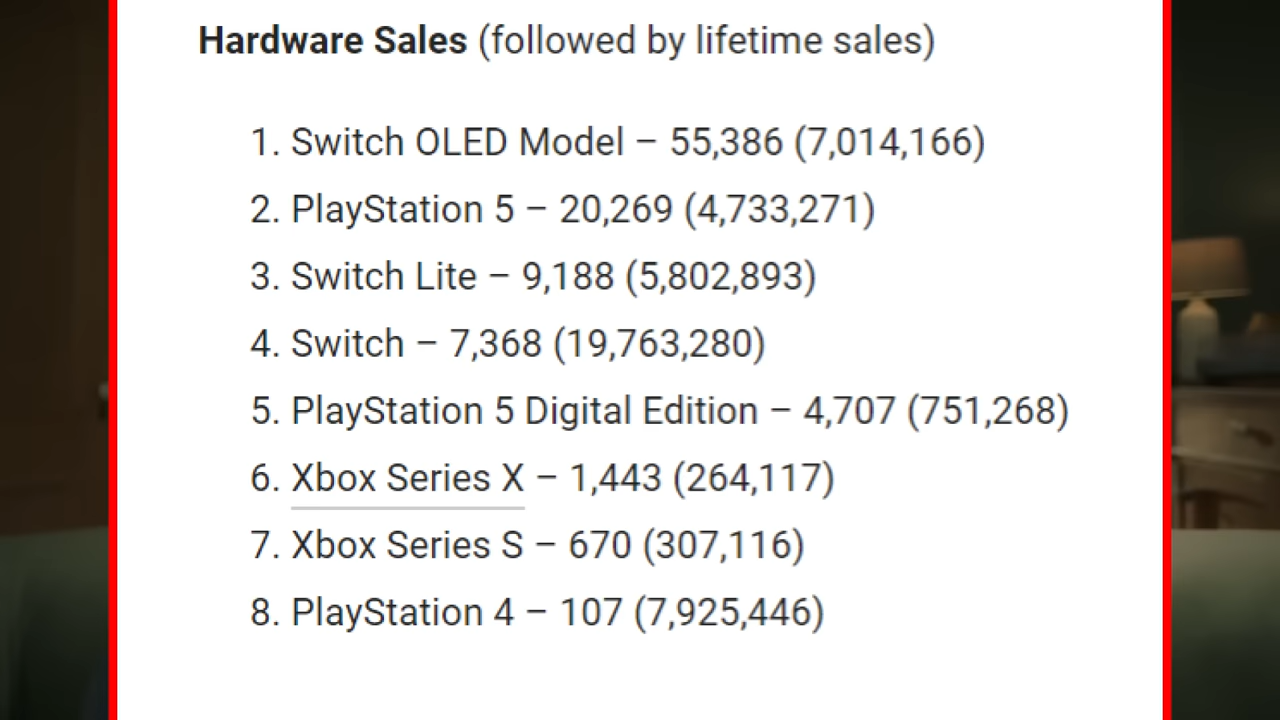 Hardware Sales (followed by lifetime sales)
1. Switch OLED Model – 55,386 (7,014,166)
2. PlayStation 5 – 20,269 (4,733,271)
3. Switch Lite – 9,188 (5,802,893)
4. Switch – 7,368 (19,763,280)
5. PlayStation 5 Digital Edition – 4,707 (751,268)
6. Xbox Series X – 1,443 (264,117)
7. Xbox Series S – 670 (307,116)
8. PlayStation 4 – 107 (7,925,446)